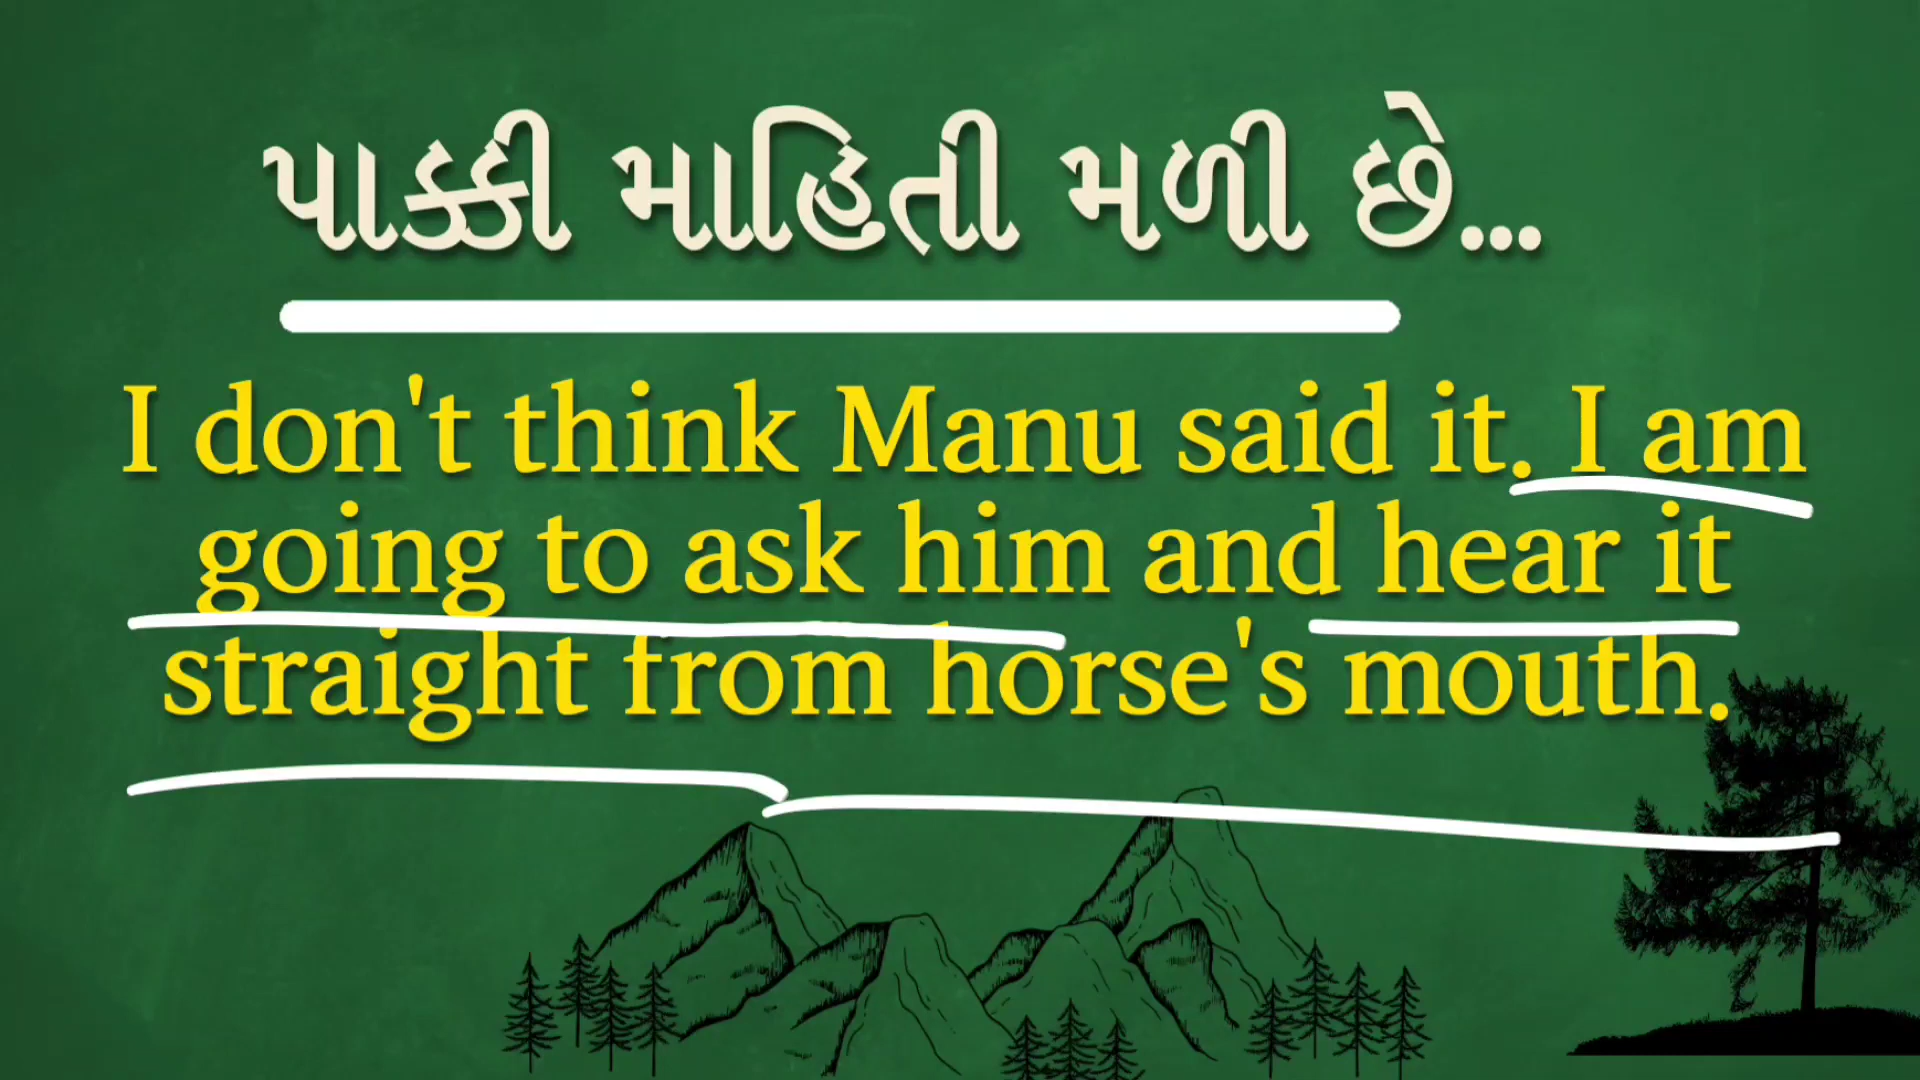 પાક્કી માહિતી મળી છે...
I don't think Manu said it. I am
going to ask him and hear it
straight from horse's mouth.